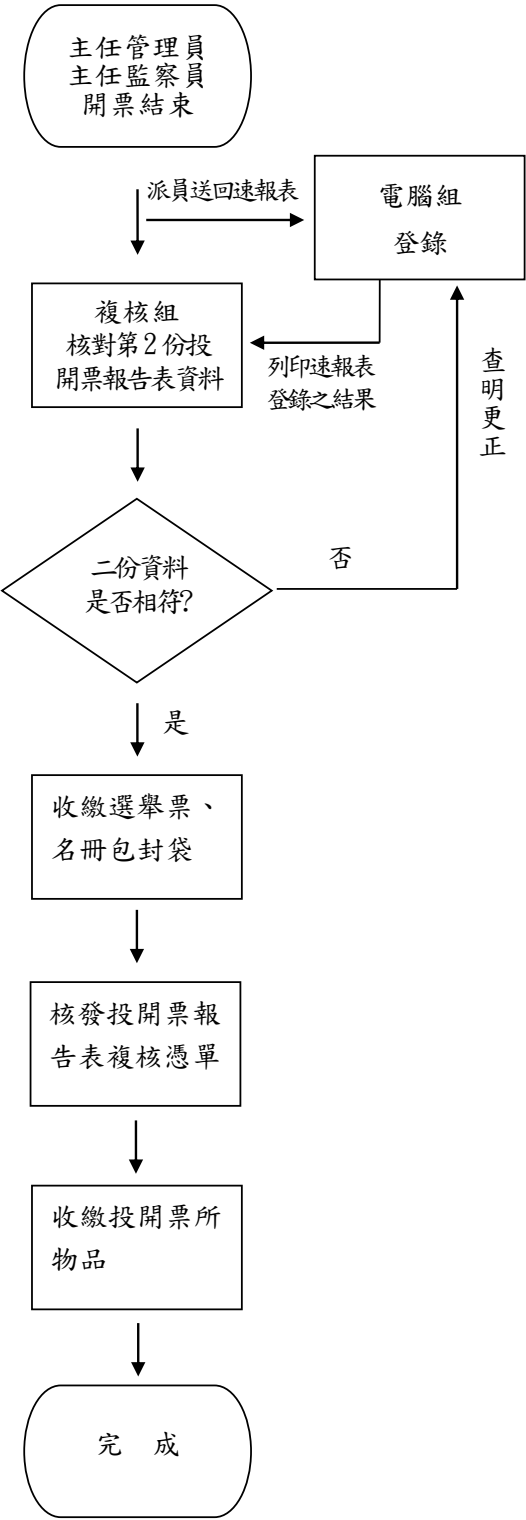 主任管理員
主任監察員
開票結束
派員送回速報表
電腦組
登錄
複核組
核對第2份投
開票報告表資料
列印速報表
登錄之結果
查明更正
二份資料
是否相符?
否
是
收繳選舉票、
名冊包封袋
核發投開票報
告表複核憑單
收繳投開票所
物品
完 成